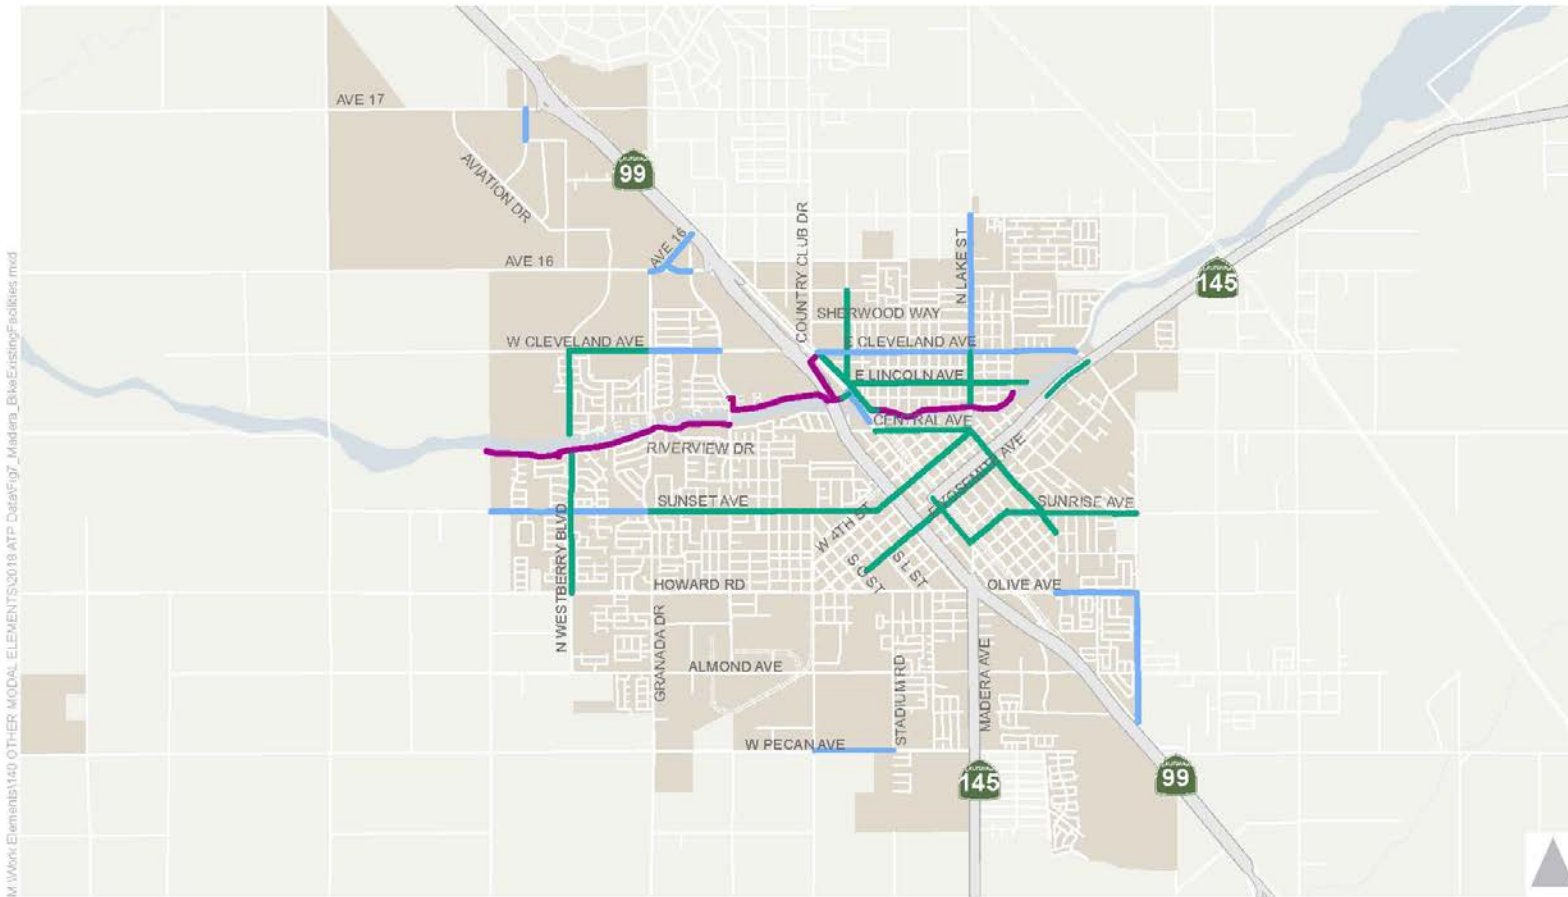 AVE 17
AVIATION DR
99
COUNTRY CLUB DR
AVE 16
AVE 16
N LAKE ST
145
SHERWOOD WAY
W CLEVELAND AVE
E CLEVELAND AVE
E LINCOLN AVE
CENTRAL AVE
RIVERVIEW DR
E YOSEMITE AVE
SUNSET AVE
SUNRISE AVE
W 4TH ST
N WESTBERRY BLVD
S L ST
HOWARD RD
OLIVE AVE
GRANADA DR
ALMOND AVE
STADIUM RD
MADERA AVE
W PECAN AVE
145
99